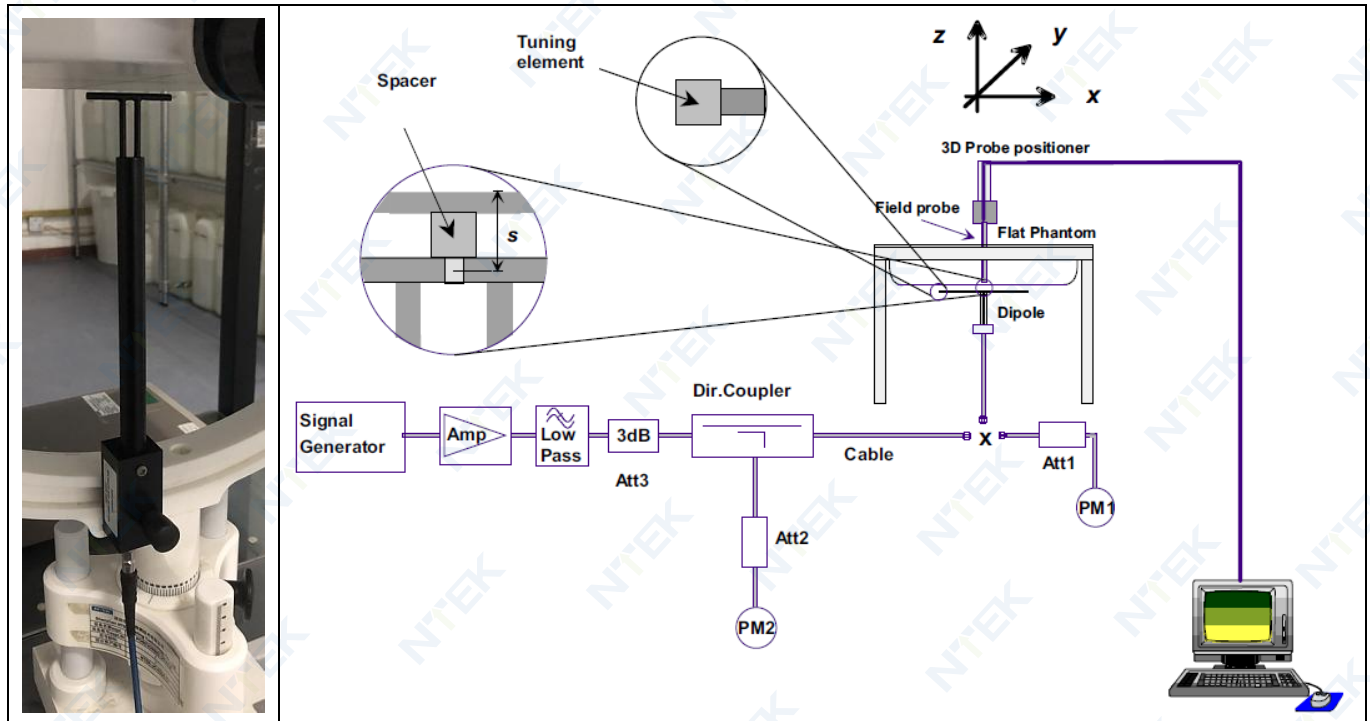 Tuning
element
Spacer
z
y
x
3D Probe positioner
Field probe
Flat Phantom
s
Dipole
Dir.Coupler
Signal
Generator
Amp
Low
Pass
3dB
Att3
Cable
x
Att1
PM1
Att2
PM2
NTEK